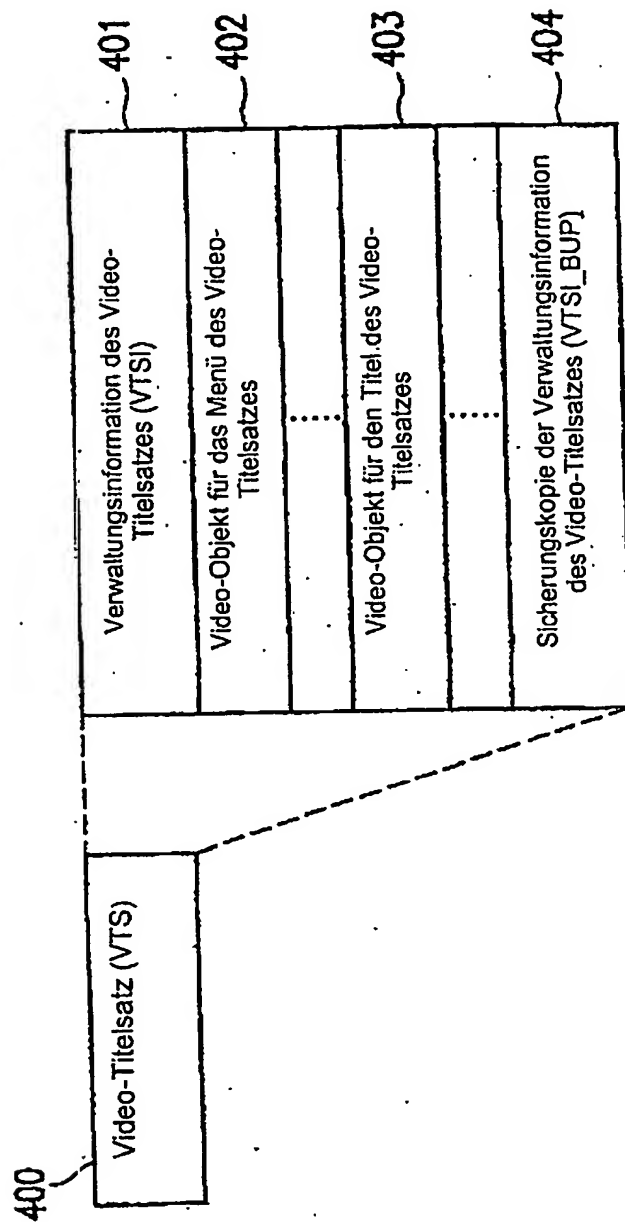 400
Video-Titelsatz (VTS)
Verwaltungsinformation des Video-
Titelsatzes (VTSI)
401
Video-Objekt für das Menü des Video-
Titelsatzes
402
Video-Objekt für den Titel des Video-
Titelsatzes
403
Sicherungskopie der Verwaltungsinformation
des Video-Titelsatzes (VTSI_BUP)
404